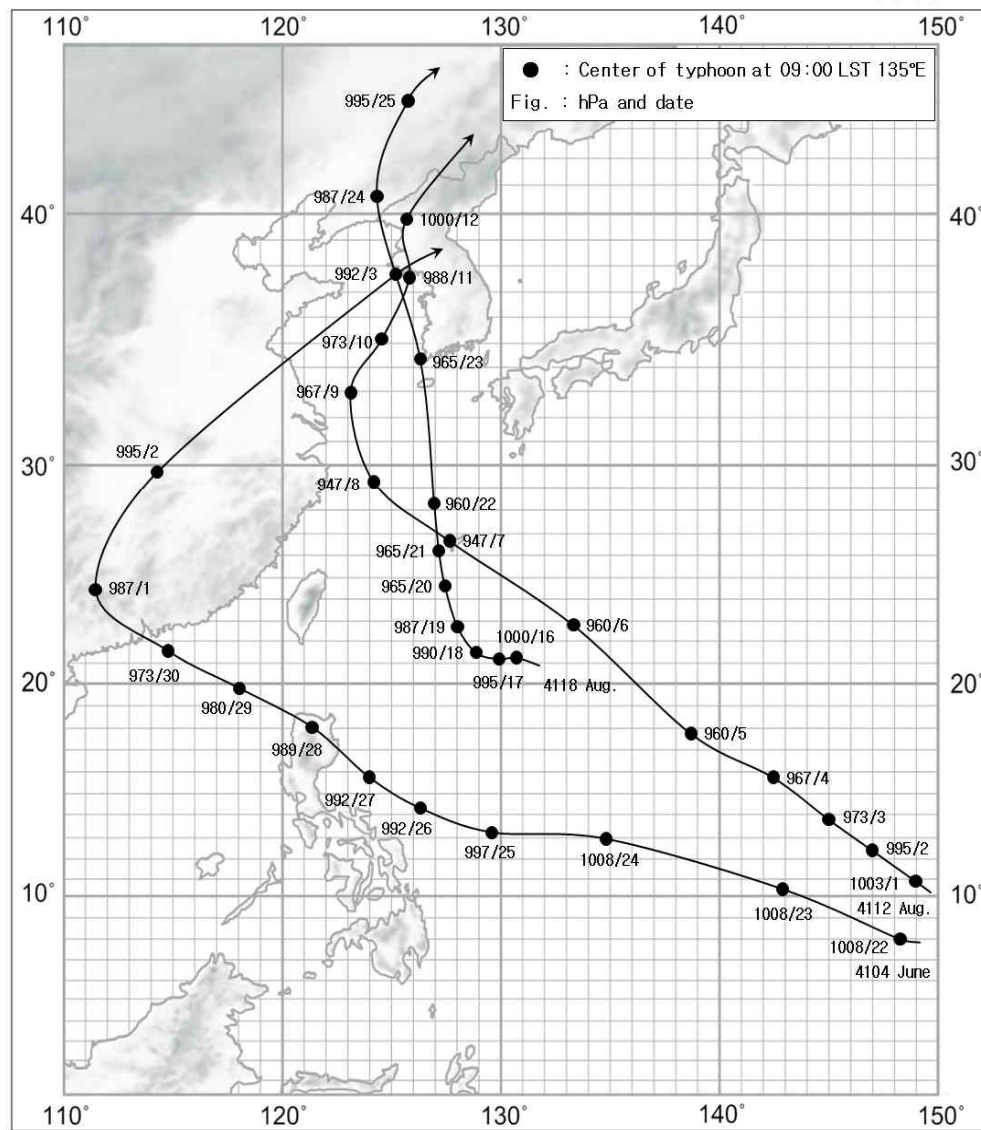 110° 120° 130° 140° 150°
● : Center of typhoon at 09:00 LST 135°E
Fig. : hPa and date
995/25
987/24
40° 1000/12 40°
992/3 988/11
973/10
965/23
967/9
995/2
30° 947/8 30°
960/22
947/7
965/21
987/1 965/20
987/19 1000/16 960/6
990/18
973/30 995/17 4118 Aug.
20° 20°
980/29
989/28 960/5
967/4
992/27
992/26 973/3
997/25 995/2
1008/24
1003/1
10° 10°
1008/23 4112 Aug.
1008/22
4104 June
110° 120° 130° 140° 150°